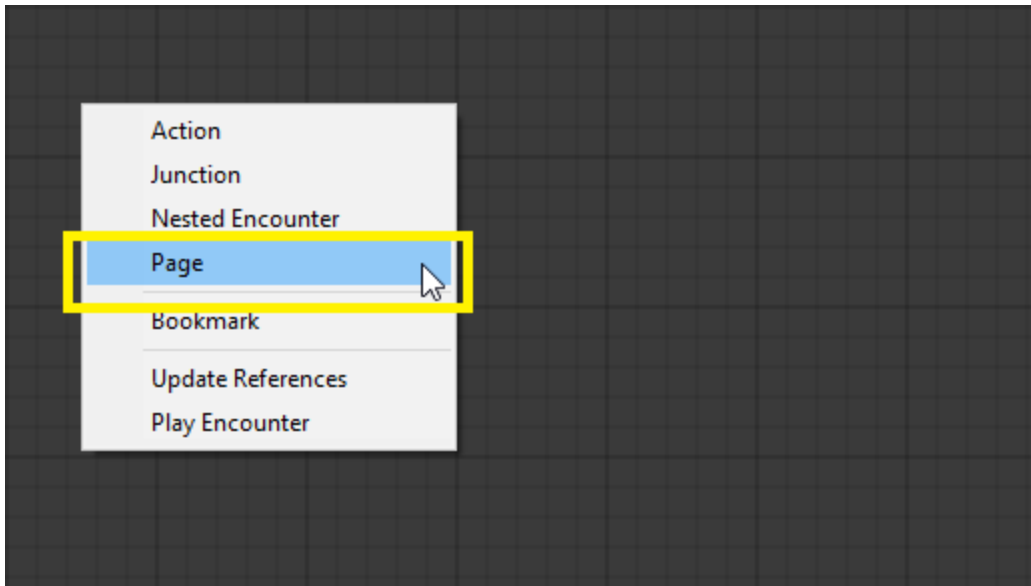 Action
Junction
Nested Encounter
Page
Bookmark
Update References
Play Encounter